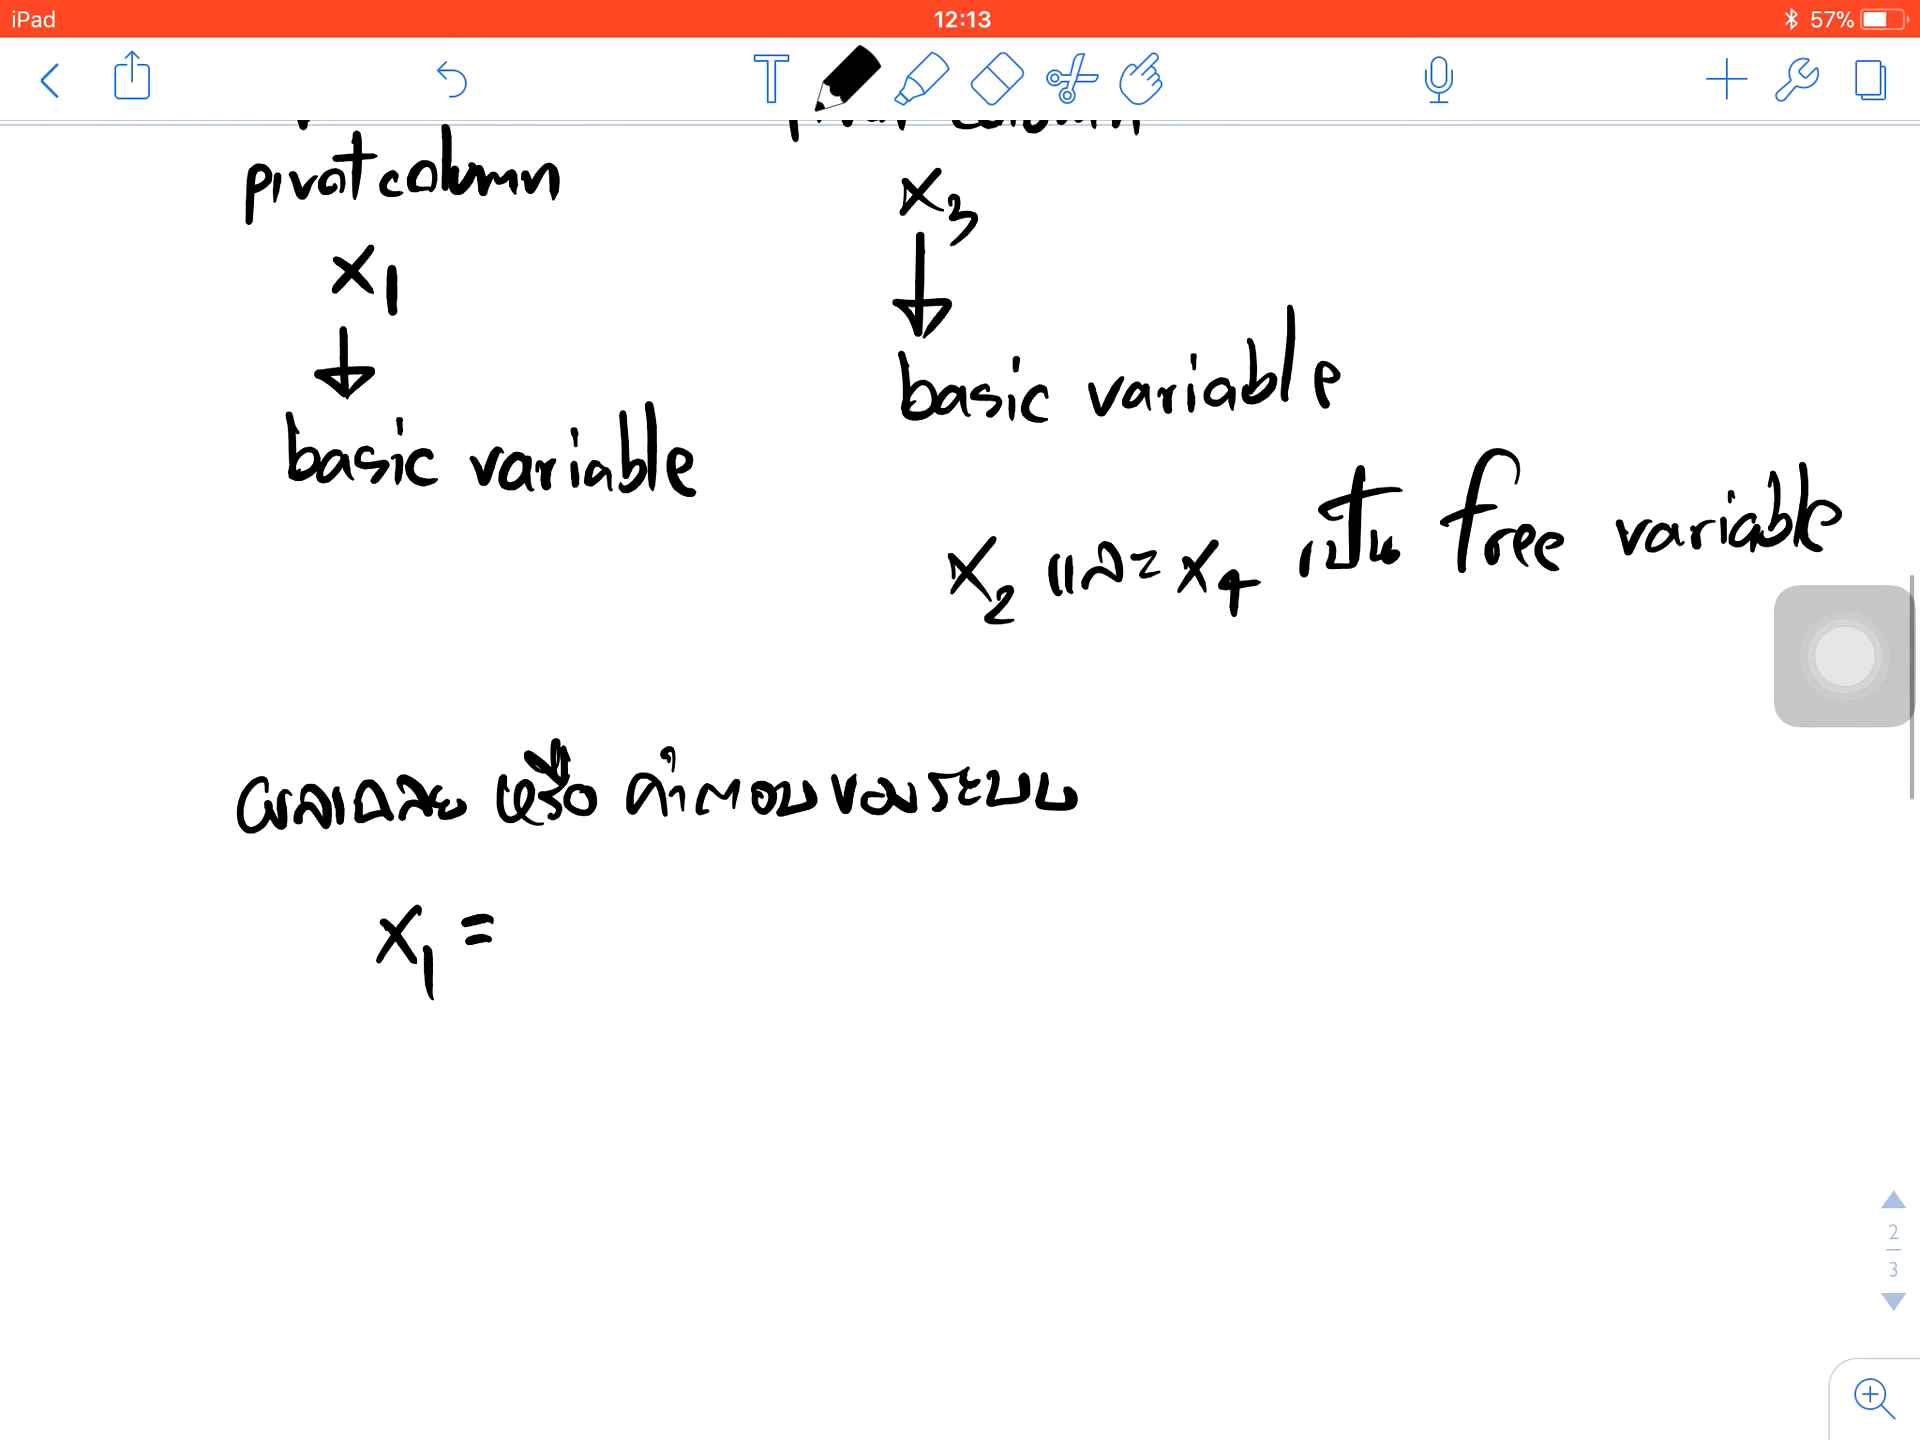 iPad 12:13 57%
T
pivot column
pivot column
x₃
x₁
basic variable
basic variable
x₂ และ x₄ เป็น free variable
ผลเฉลย หรือ คำตอบของระบบ
x₁ =
2
3